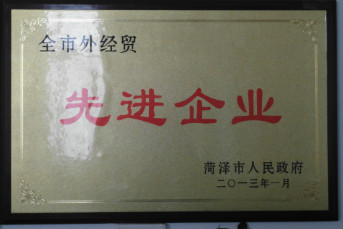 全市外经贸
先进企业
菏泽市人民政府
二〇一三年一月